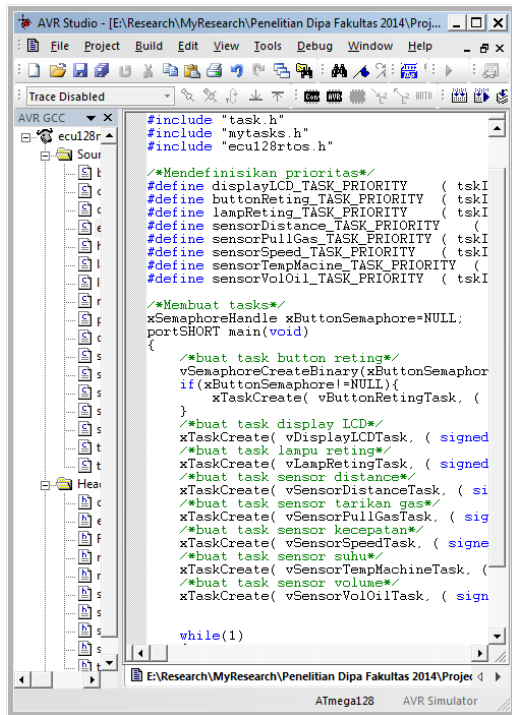 AVR Studio - [E:\Research\MyResearch\Penelitian Dipa Fakultas 2014\Proj...
File Project Build Edit View Tools Debug Window Help
Trace Disabled
AUTO
AVR GCC
ecu128r
Sour
Head
#include "task.h"
#include "mytasks.h"
#include "ecu128rtos.h"
/*Mendefinisikan prioritas*/
#define displayLCD_TASK_PRIORITY ( tskI
#define buttonReting_TASK_PRIORITY ( tskI
#define lampReting_TASK_PRIORITY ( tskI
#define sensorDistance_TASK_PRIORITY (
#define sensorPullGas_TASK_PRIORITY ( tskI
#define sensorSpeed_TASK_PRIORITY ( tskI
#define sensorTempMacine_TASK_PRIORITY (
#define sensorVolOil_TASK_PRIORITY ( tskI
/*Membuat tasks*/
xSemaphoreHandle xButtonSemaphore=NULL;
portSHORT main(void)
{
/*buat task button reting*/
vSemaphoreCreateBinary(xButtonSemaphor
if(xButtonSemaphore!=NULL){
xTaskCreate( vButtonRetingTask, (
}
/*buat task display LCD*/
xTaskCreate( vDisplayLCDTask, ( signed
/*buat task lampu reting*/
xTaskCreate( vLampRetingTask, ( signed
/*buat task sensor distance*/
xTaskCreate( vSensorDistanceTask, ( si
/*buat task sensor tarikan gas*/
xTaskCreate( vSensorPullGasTask, ( sig
/*buat task sensor kecepatan*/
xTaskCreate( vSensorSpeedTask, ( signe
/*buat task sensor suhu*/
xTaskCreate( vSensorTempMachineTask, (
/*buat task sensor volume*/
xTaskCreate( vSensorVolOilTask, ( sign
while(1)
E:\Research\MyResearch\Penelitian Dipa Fakultas 2014\Projec
ATmega128 AVR Simulator